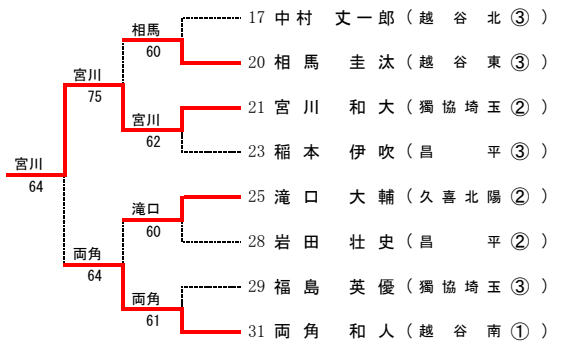 17 中村 丈一郎 (越谷北 ③)
相馬
60
20 相馬 圭汰 (越谷東 ③)
宮川
75
21 宮川 和大 (獨協埼玉 ②)
宮川
62
23 稲本 伊吹 (昌平 ③)
宮川
64
25 滝口 大輔 (久喜北陽 ②)
滝口
60
28 岩田 壮史 (昌平 ②)
両角
64
29 福島 英優 (獨協埼玉 ③)
両角
61
31 両角 和人 (越谷南 ①)